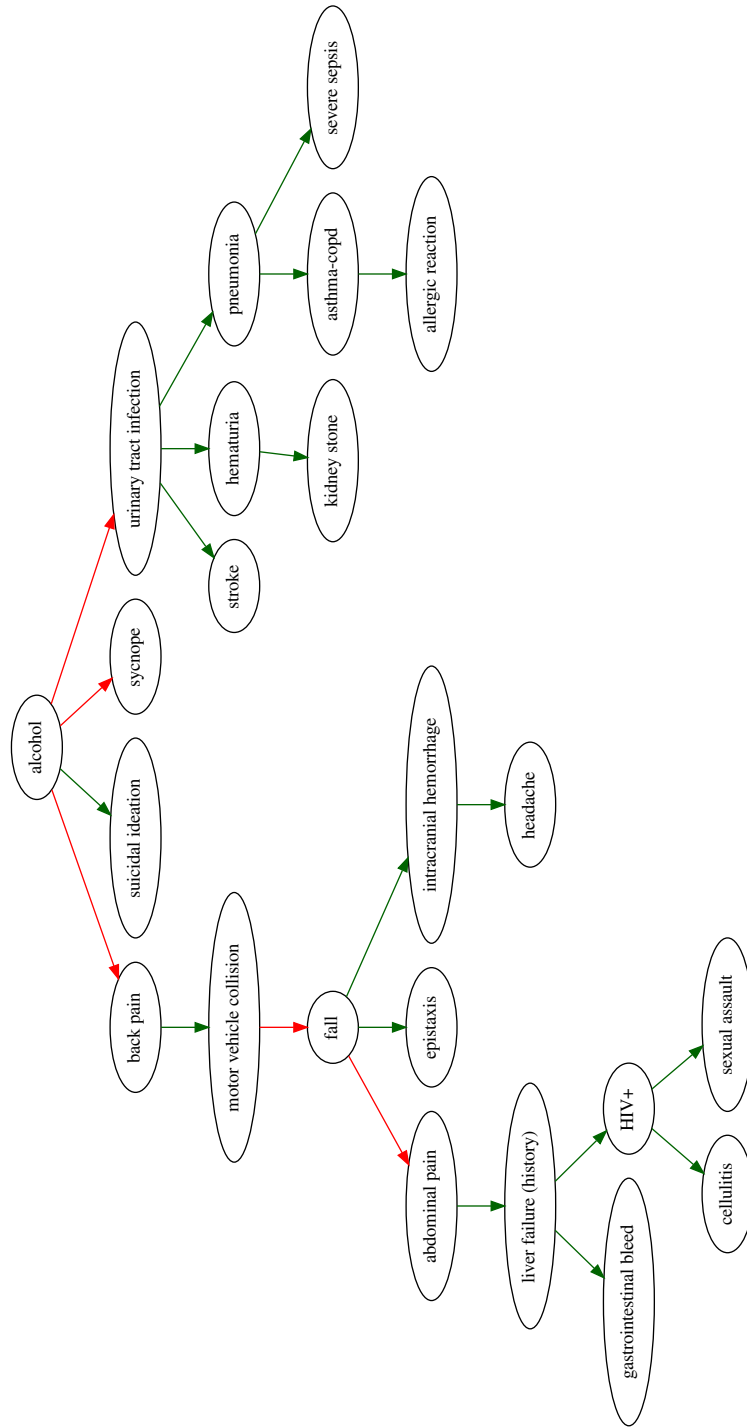 alcohol
back pain
suicidal ideation
sycnope
urinary tract infection
motor vehicle collision
stroke
hematuria
pneumonia
fall
kidney stone
asthma-copd
severe sepsis
abdominal pain
epistaxis
intracranial hemorrhage
allergic reaction
liver failure (history)
headache
gastrointestinal bleed
HIV+
cellulitis
sexual assault